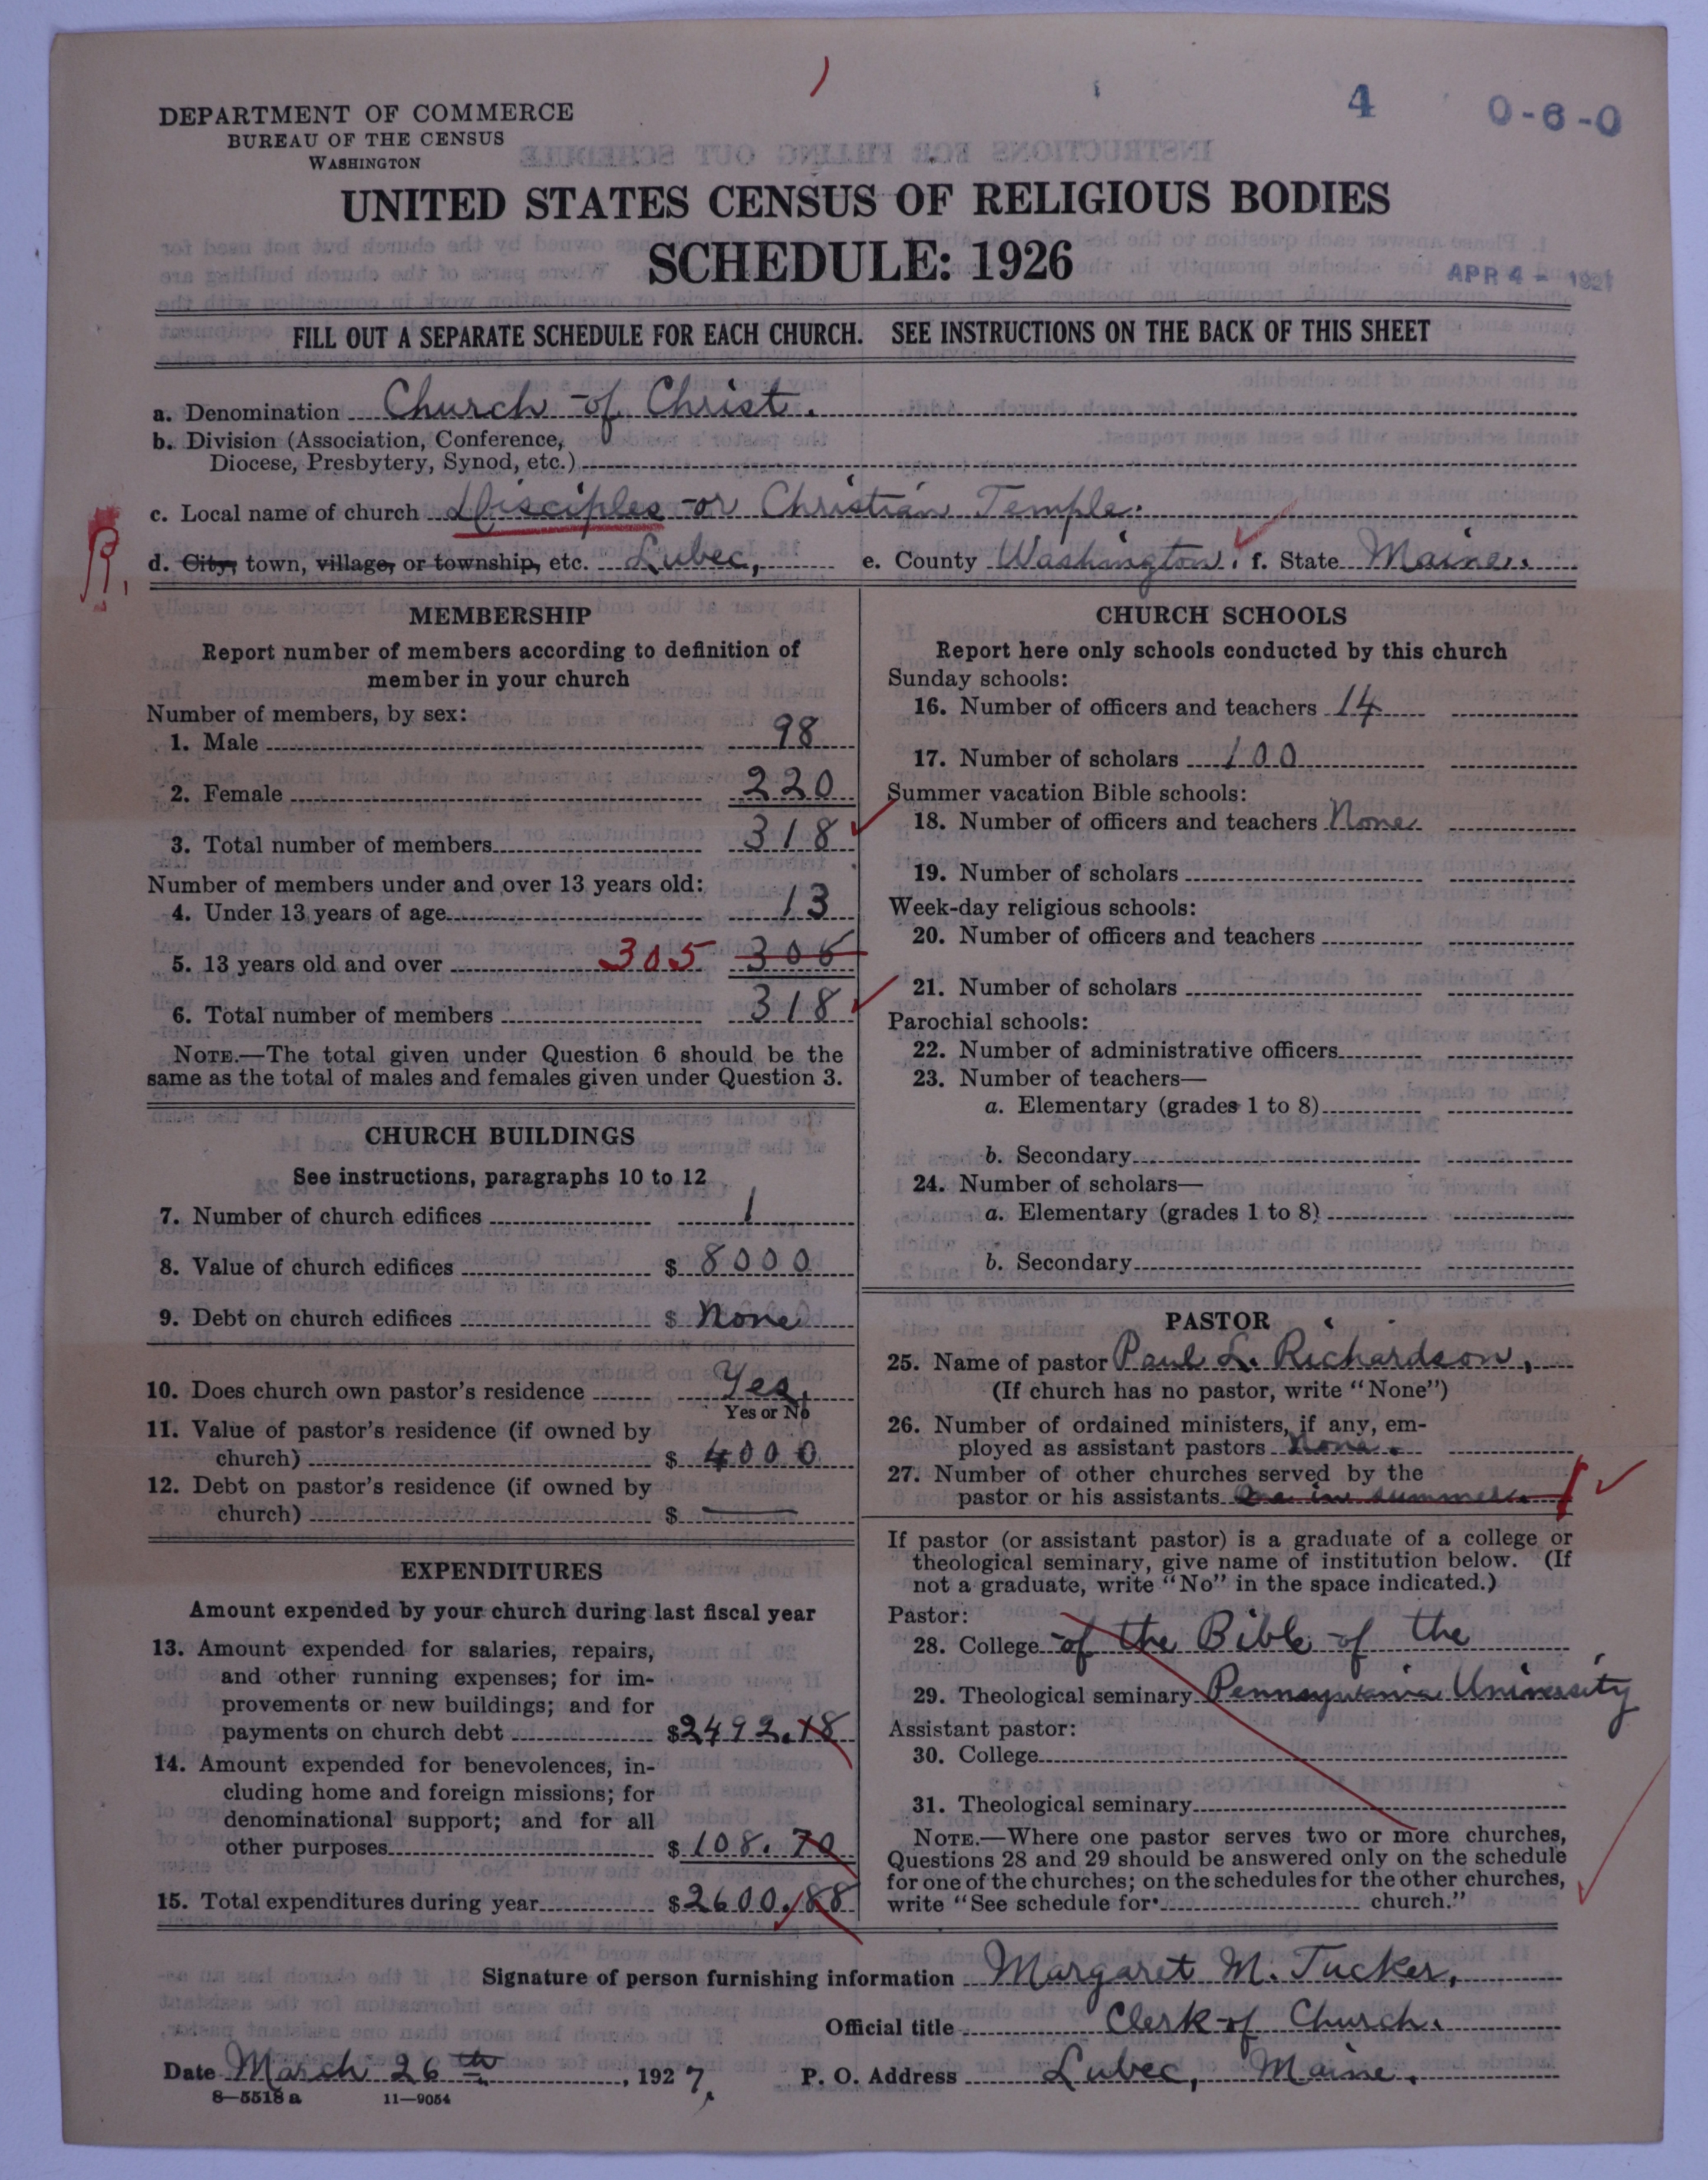 4 0-6-0
DEPARTMENT OF COMMERCE
BUREAU OF THE CENSUS
WASHINGTON
UNITED STATES CENSUS OF RELIGIOUS BODIES
SCHEDULE: 1926
APR 4 - 1927
FILL OUT A SEPARATE SCHEDULE FOR EACH CHURCH. SEE INSTRUCTIONS ON THE BACK OF THIS SHEET
a. Denomination Church of Christ.
b. Division (Association, Conference,
Diocese, Presbytery, Synod, etc.)
c. Local name of church Disciples or Christian Temple.
R.
d. City, town, village, or township, etc. Lubec, e. County Washington. f. State Maine.
MEMBERSHIP
Report number of members according to definition of
member in your church
Number of members, by sex:
1. Male 98
2. Female 220
3. Total number of members 318
Number of members under and over 13 years old:
4. Under 13 years of age 13
5. 13 years old and over 305 306
6. Total number of members 318
NOTE.—The total given under Question 6 should be the
same as the total of males and females given under Question 3.
CHURCH BUILDINGS
See instructions, paragraphs 10 to 12
7. Number of church edifices 1
8. Value of church edifices $ 8000
9. Debt on church edifices $ None
10. Does church own pastor's residence Yes.
Yes or No
11. Value of pastor's residence (if owned by
church) $ 4000
12. Debt on pastor's residence (if owned by
church) $ —
EXPENDITURES
Amount expended by your church during last fiscal year
13. Amount expended for salaries, repairs,
and other running expenses; for im-
provements or new buildings; and for
payments on church debt $2492.18
14. Amount expended for benevolences, in-
cluding home and foreign missions; for
denominational support; and for all
other purposes $ 108.70
15. Total expenditures during year $2600.88
CHURCH SCHOOLS
Report here only schools conducted by this church
Sunday schools:
16. Number of officers and teachers 14
17. Number of scholars 100
Summer vacation Bible schools:
18. Number of officers and teachers None
19. Number of scholars
Week-day religious schools:
20. Number of officers and teachers
21. Number of scholars
Parochial schools:
22. Number of administrative officers
23. Number of teachers—
a. Elementary (grades 1 to 8)
b. Secondary
24. Number of scholars—
a. Elementary (grades 1 to 8)
b. Secondary
PASTOR
25. Name of pastor Paul L. Richardson,
(If church has no pastor, write "None")
26. Number of ordained ministers, if any, em-
ployed as assistant pastors None.
27. Number of other churches served by the
pastor or his assistants One in summer. 1
If pastor (or assistant pastor) is a graduate of a college or
theological seminary, give name of institution below. (If
not a graduate, write "No" in the space indicated.)
Pastor:
28. College of the Bible of the
29. Theological seminary Pennsylvania University
Assistant pastor:
30. College
31. Theological seminary
NOTE.—Where one pastor serves two or more churches,
Questions 28 and 29 should be answered only on the schedule
for one of the churches; on the schedules for the other churches,
write "See schedule for church."
Signature of person furnishing information Margaret M. Tucker,
Official title Clerk of Church.
Date March 26th, 1927. P. O. Address Lubec, Maine.
8—5518 a 11—9054